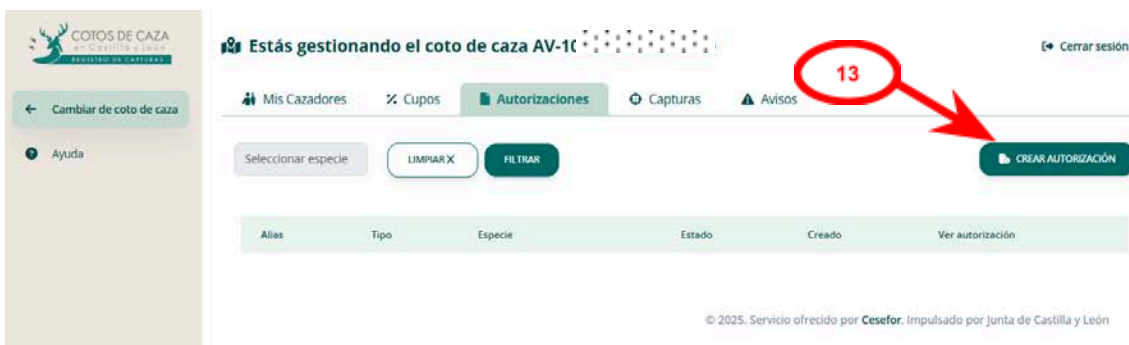 COTOS DE CAZA
en Castilla y León
REGISTRO DE CAPTURAS
Estás gestionando el coto de caza AV-10
Cerrar sesión
13
Cambiar de coto de caza
Mis Cazadores
Cupos
Autorizaciones
Capturas
Avisos
Ayuda
Seleccionar especie
LIMPIAR X
FILTRAR
CREAR AUTORIZACIÓN
Alias Tipo Especie Estado Creado Ver autorización
© 2025. Servicio ofrecido por Cesefor. Impulsado por Junta de Castilla y León